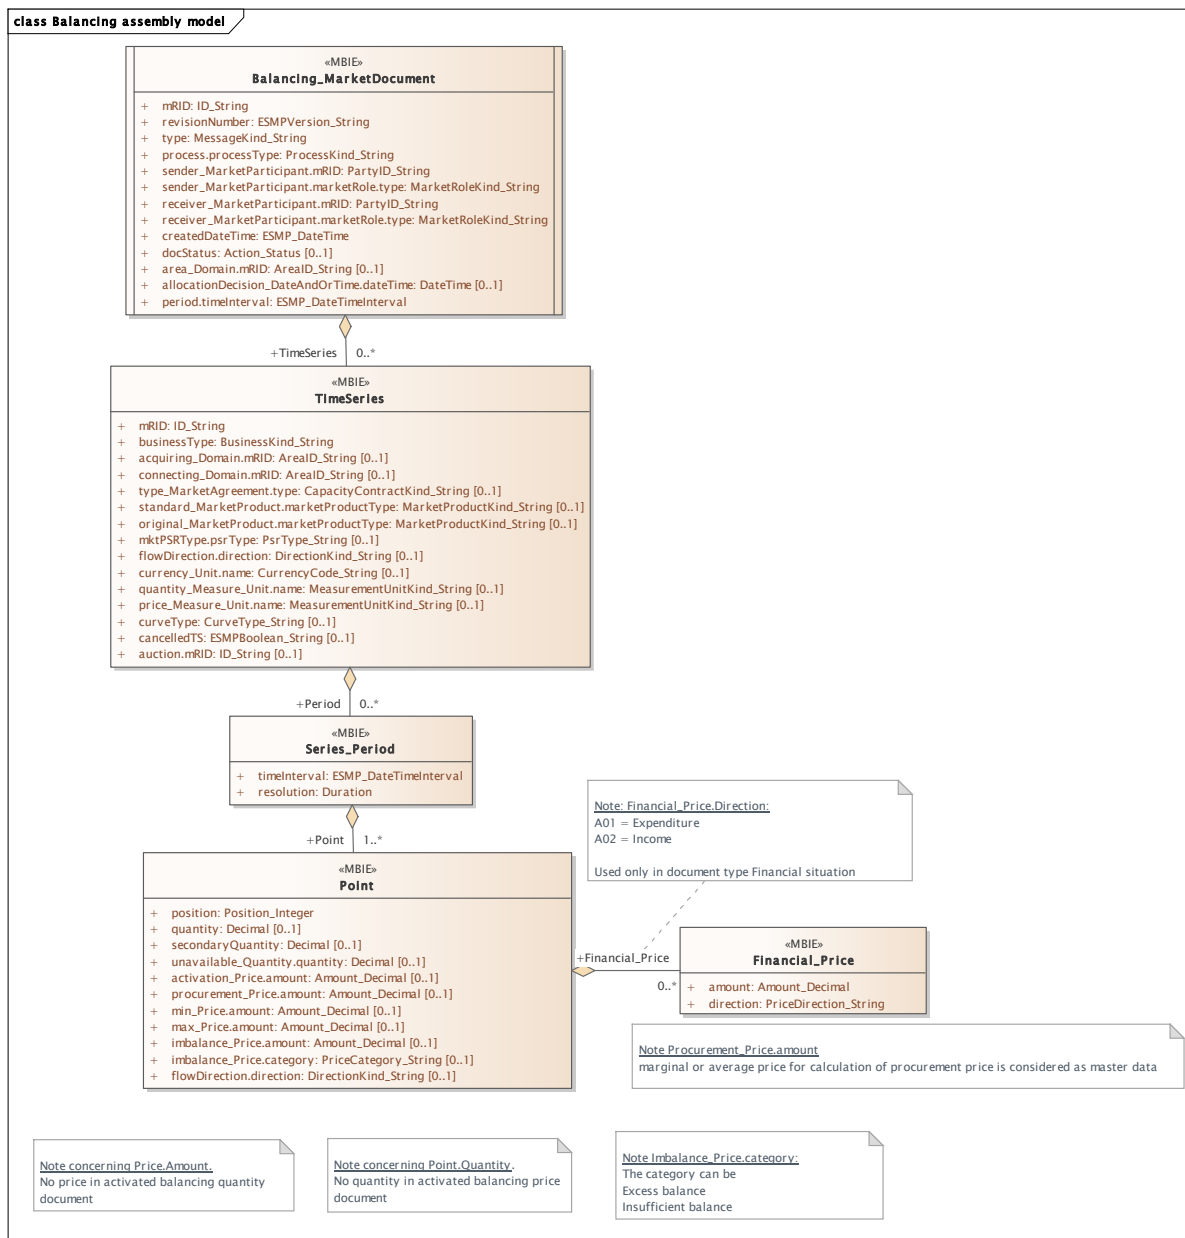 class Balancing assembly model
«MBIE»
Balancing_MarketDocument
+ mRID: ID_String
+ revisionNumber: ESMPVersion_String
+ type: MessageKind_String
+ process.processType: ProcessKind_String
+ sender_MarketParticipant.mRID: PartyID_String
+ sender_MarketParticipant.marketRole.type: MarketRoleKind_String
+ receiver_MarketParticipant.mRID: PartyID_String
+ receiver_MarketParticipant.marketRole.type: MarketRoleKind_String
+ createdDateTime: ESMP_DateTime
+ docStatus: Action_Status [0..1]
+ area_Domain.mRID: AreaID_String [0..1]
+ allocationDecision_DateAndOrTime.dateTime: DateTime [0..1]
+ period.timeInterval: ESMP_DateTimeInterval
+TimeSeries 0..*
«MBIE»
TimeSeries
+ mRID: ID_String
+ businessType: BusinessKind_String
+ acquiring_Domain.mRID: AreaID_String [0..1]
+ connecting_Domain.mRID: AreaID_String [0..1]
+ type_MarketAgreement.type: CapacityContractKind_String [0..1]
+ standard_MarketProduct.marketProductType: MarketProductKind_String [0..1]
+ original_MarketProduct.marketProductType: MarketProductKind_String [0..1]
+ mktPSRType.psrType: PsrType_String [0..1]
+ flowDirection.direction: DirectionKind_String [0..1]
+ currency_Unit.name: CurrencyCode_String [0..1]
+ quantity_Measure_Unit.name: MeasurementUnitKind_String [0..1]
+ price_Measure_Unit.name: MeasurementUnitKind_String [0..1]
+ curveType: CurveType_String [0..1]
+ cancelledTS: ESMPBoolean_String [0..1]
+ auction.mRID: ID_String [0..1]
+Period 0..*
«MBIE»
Series_Period
+ timeInterval: ESMP_DateTimeInterval
+ resolution: Duration
+Point 1..*
«MBIE»
Point
+ position: Position_Integer
+ quantity: Decimal [0..1]
+ secondaryQuantity: Decimal [0..1]
+ unavailable_Quantity.quantity: Decimal [0..1]
+ activation_Price.amount: Amount_Decimal [0..1]
+ procurement_Price.amount: Amount_Decimal [0..1]
+ min_Price.amount: Amount_Decimal [0..1]
+ max_Price.amount: Amount_Decimal [0..1]
+ imbalance_Price.amount: Amount_Decimal [0..1]
+ imbalance_Price.category: PriceCategory_String [0..1]
+ flowDirection.direction: DirectionKind_String [0..1]
Note: Financial_Price.Direction:
A01 = Expenditure
A02 = Income
Used only in document type Financial situation
+Financial_Price
0..*
«MBIE»
Financial_Price
+ amount: Amount_Decimal
+ direction: PriceDirection_String
Note Procurement_Price.amount
marginal or average price for calculation of procurement price is considered as master data
Note concerning Price.Amount.
No price in activated balancing quantity
document
Note concerning Point.Quantity.
No quantity in activated balancing price
document
Note Imbalance_Price.category:
The category can be
Excess balance
Insufficient balance